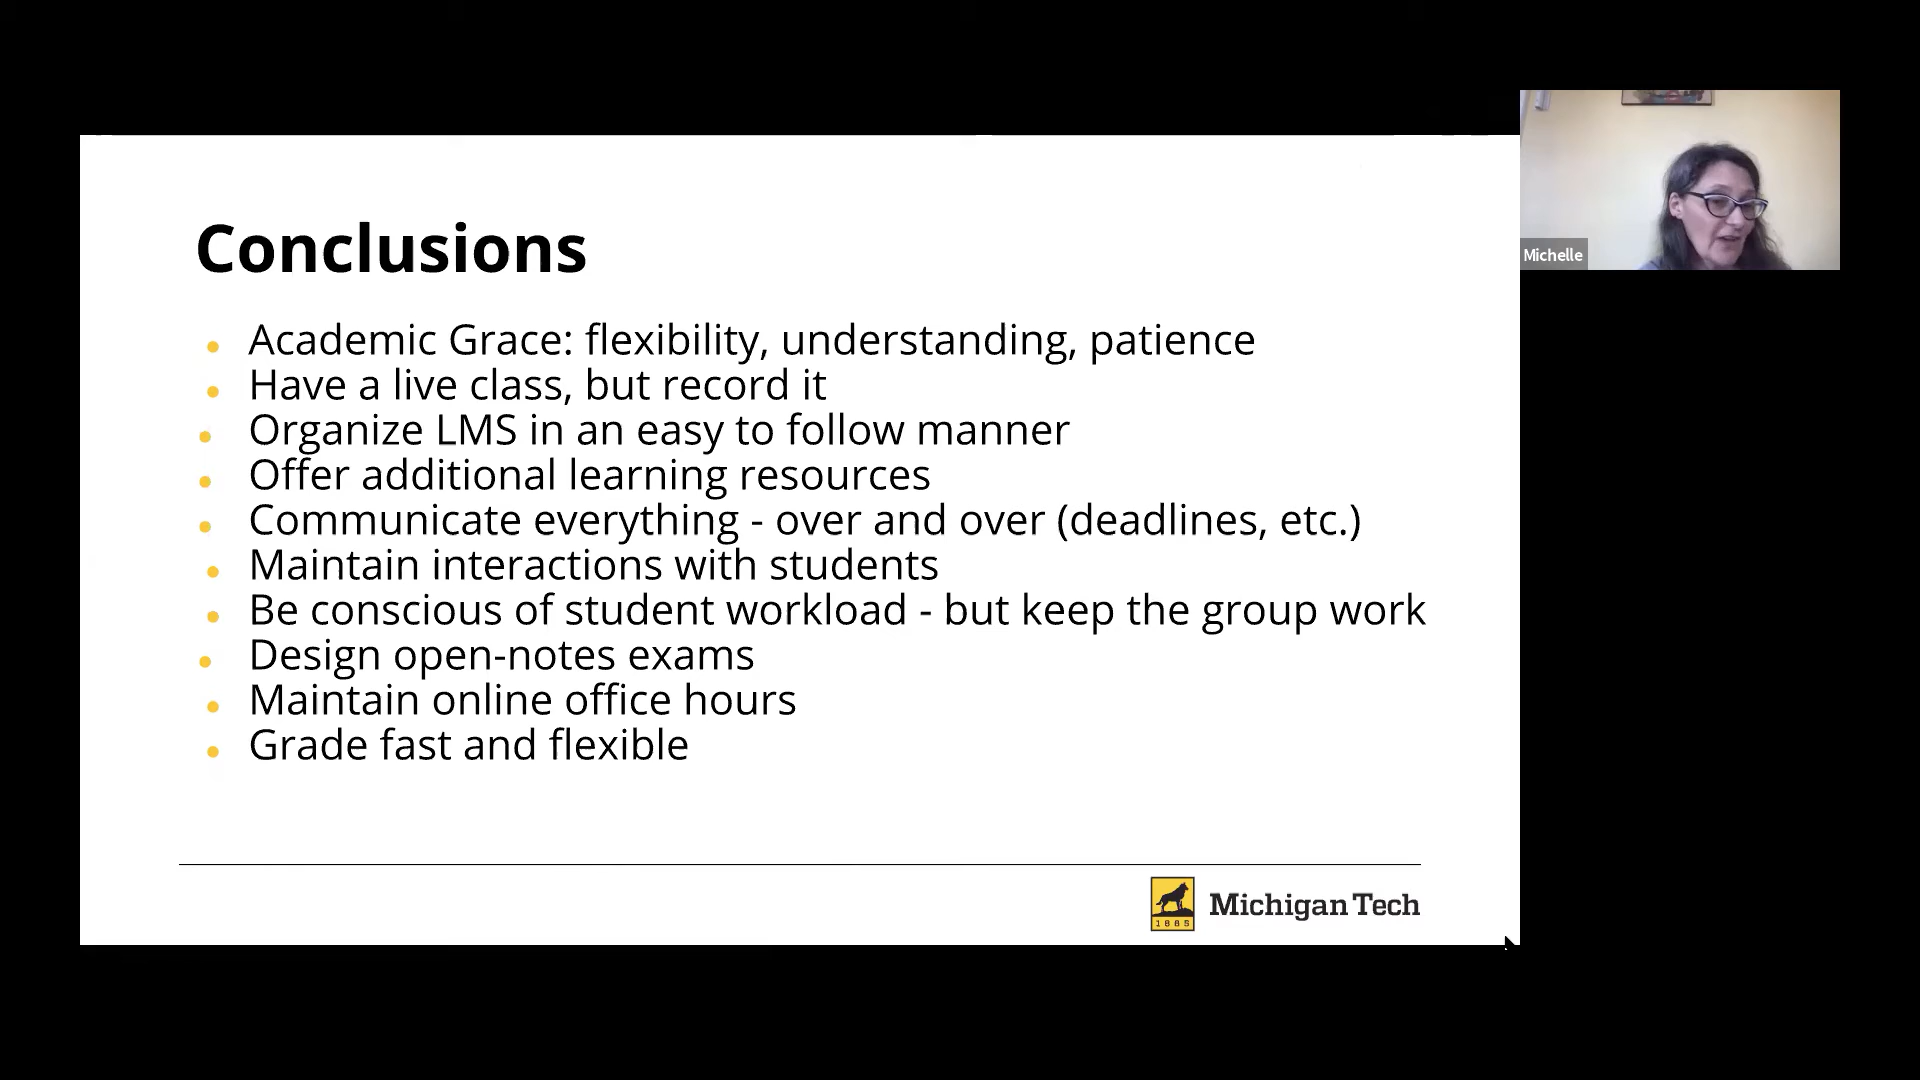 Conclusions
Academic Grace: flexibility, understanding, patience
Have a live class, but record it
Organize LMS in an easy to follow manner
Offer additional learning resources
Communicate everything - over and over (deadlines, etc.)
Maintain interactions with students
Be conscious of student workload - but keep the group work
Design open-notes exams
Maintain online office hours
Grade fast and flexible
1885
Michigan Tech
Michelle